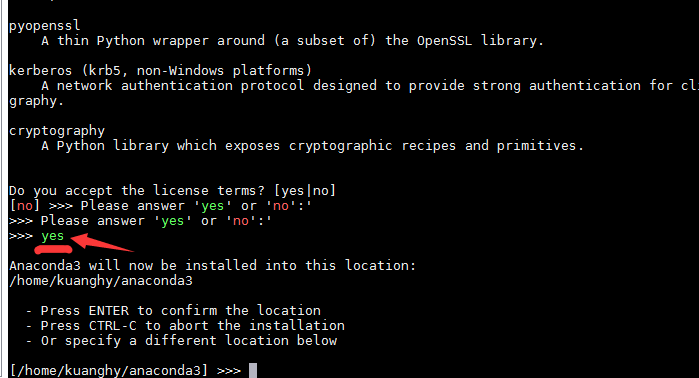 pyopenssl
A thin Python wrapper around (a subset of) the OpenSSL library.
kerberos (krb5, non-Windows platforms)
A network authentication protocol designed to provide strong authentication for cli
graphy.
cryptography
A Python library which exposes cryptographic recipes and primitives.
Do you accept the license terms? [yes|no]
[no] >>> Please answer 'yes' or 'no':'
>>> Please answer 'yes' or 'no':'
>>> yes
Anaconda3 will now be installed into this location:
/home/kuanghy/anaconda3
- Press ENTER to confirm the location
- Press CTRL-C to abort the installation
- Or specify a different location below
[/home/kuanghy/anaconda3] >>>